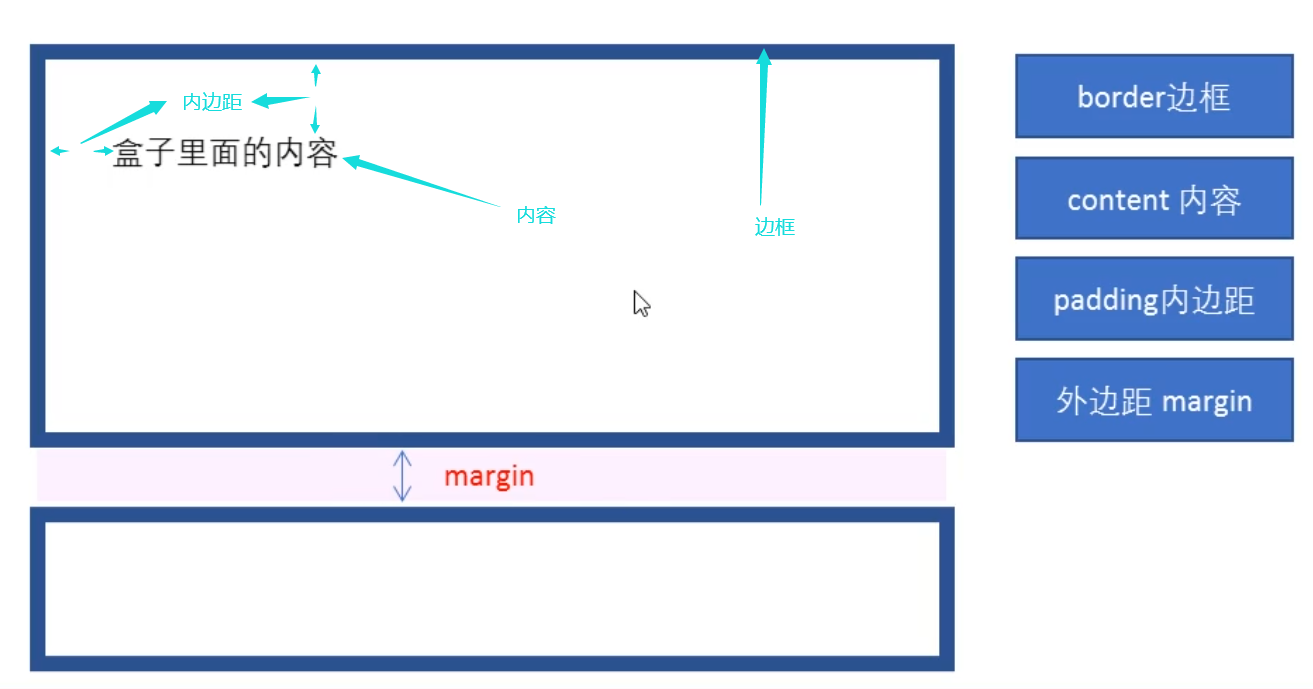 内边距
盒子里面的内容
内容
边框
margin
border边框
content 内容
padding内边距
外边距 margin